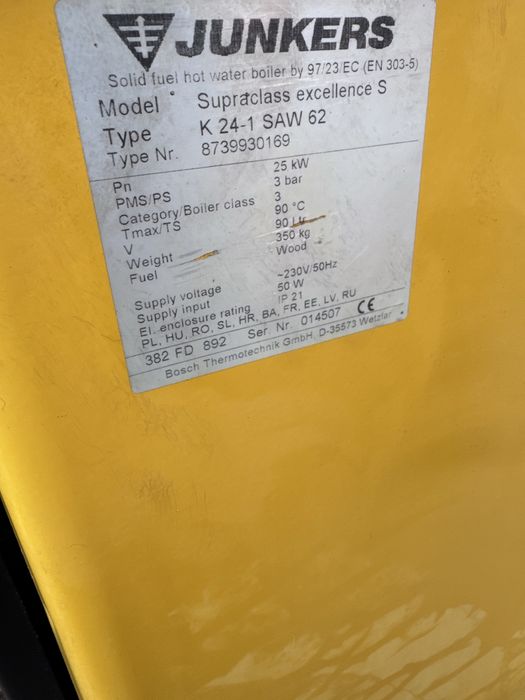 JUNKERS
Solid fuel hot water boiler by 97/23 EC (EN 303-5)
Model Supraclass excellence S
Type K 24-1 SAW 62
Type Nr. 8739930169
Pn 25 kW
PMS/PS 3 bar
Category/Boiler class 3
Tmax/TS 90 °C
V 90 Ltr
Weight 350 kg
Fuel Wood
Supply voltage ~230V/50Hz
Supply input 50 W
El. enclosure rating IP 21
PL, HU, RO, SL, HR, BA, FR, EE, LV, RU
382 FD 892 Ser Nr. 014507 CE
Bosch Thermotechnik GmbH, D-35573 Wetzlar